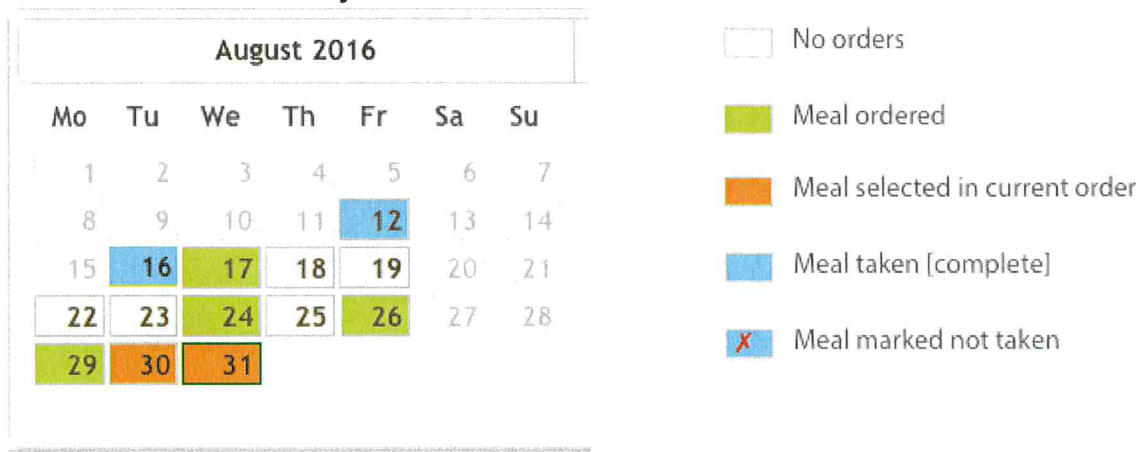 August 2016
Mo Tu We Th Fr Sa Su
1 2 3 4 5 6 7
8 9 10 11 12 13 14
15 16 17 18 19 20 21
22 23 24 25 26 27 28
29 30 31
No orders
Meal ordered
Meal selected in current order
Meal taken [complete]
✗ Meal marked not taken